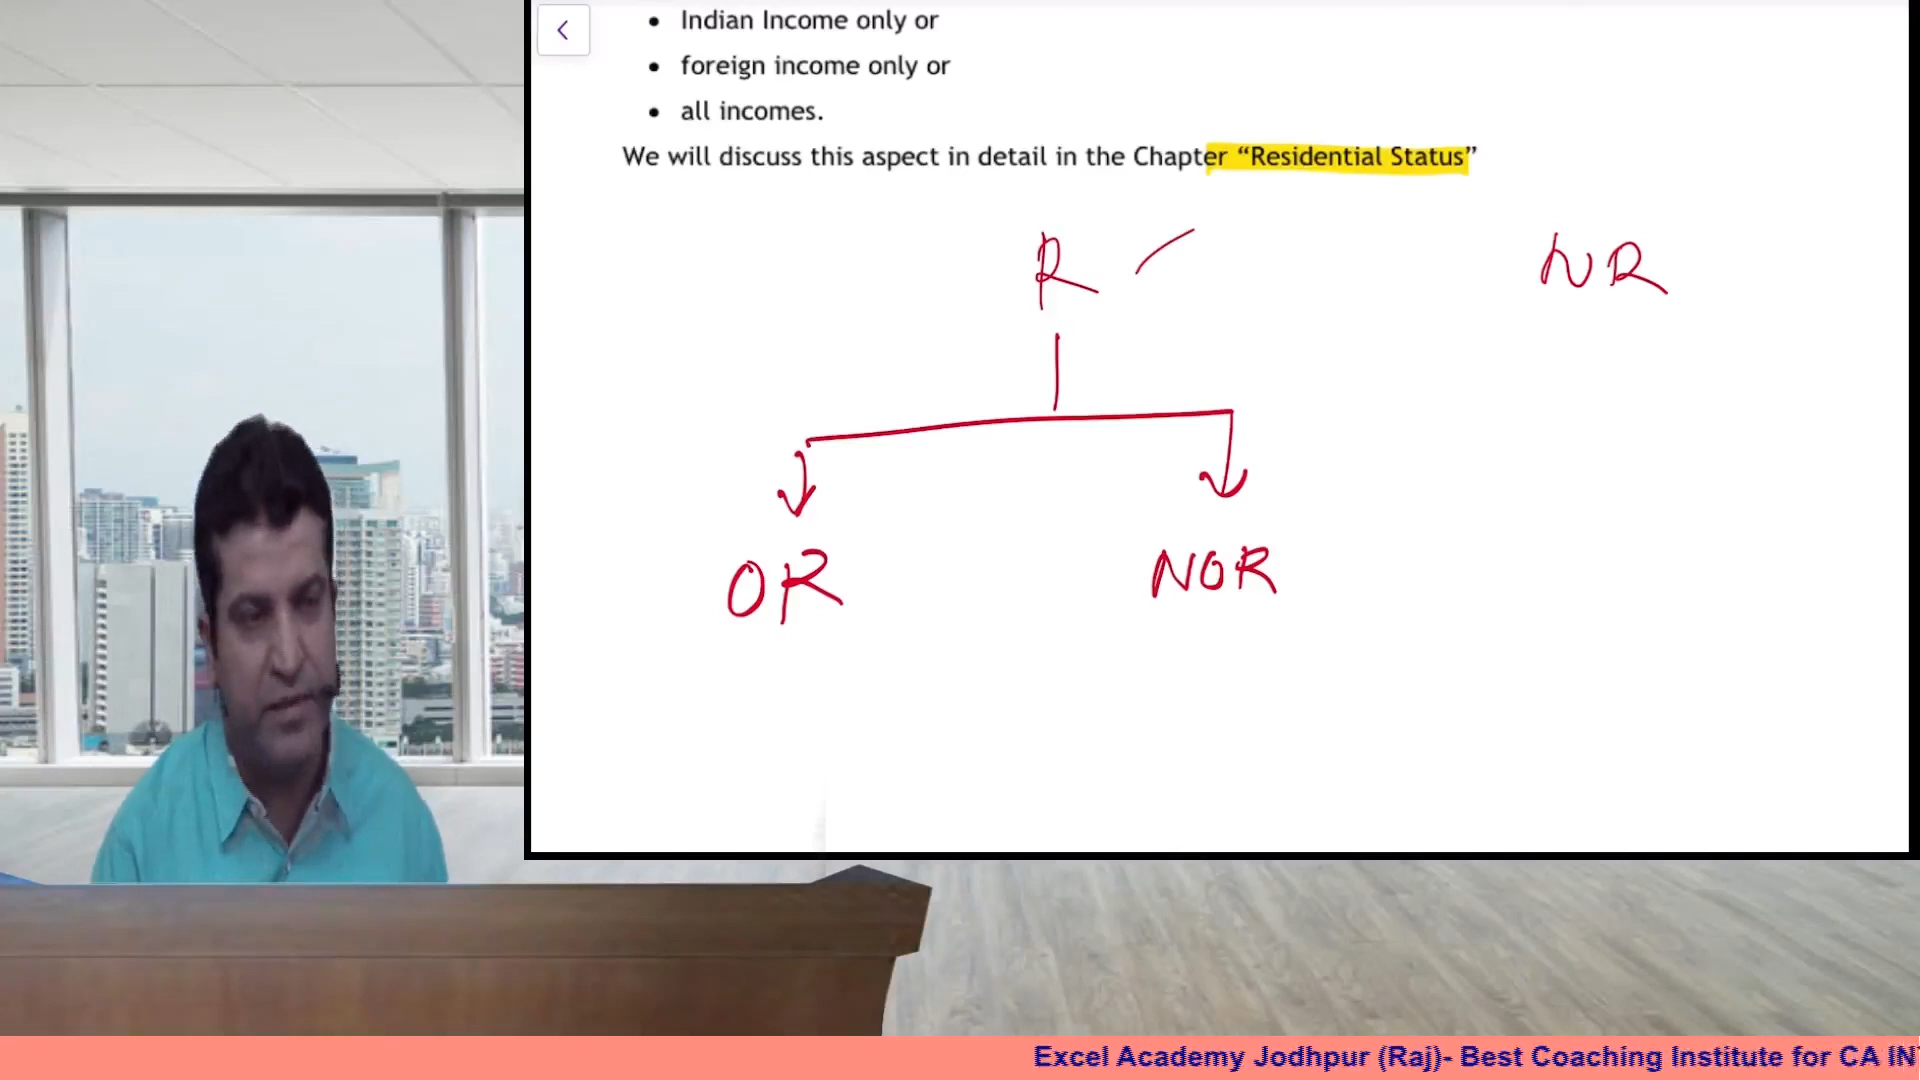 Indian Income only or
foreign income only or
all incomes.
We will discuss this aspect in detail in the Chapter “Residential Status”
R NR
OR NOR
Excel Academy Jodhpur (Raj)- Best Coaching Institute for CA IN